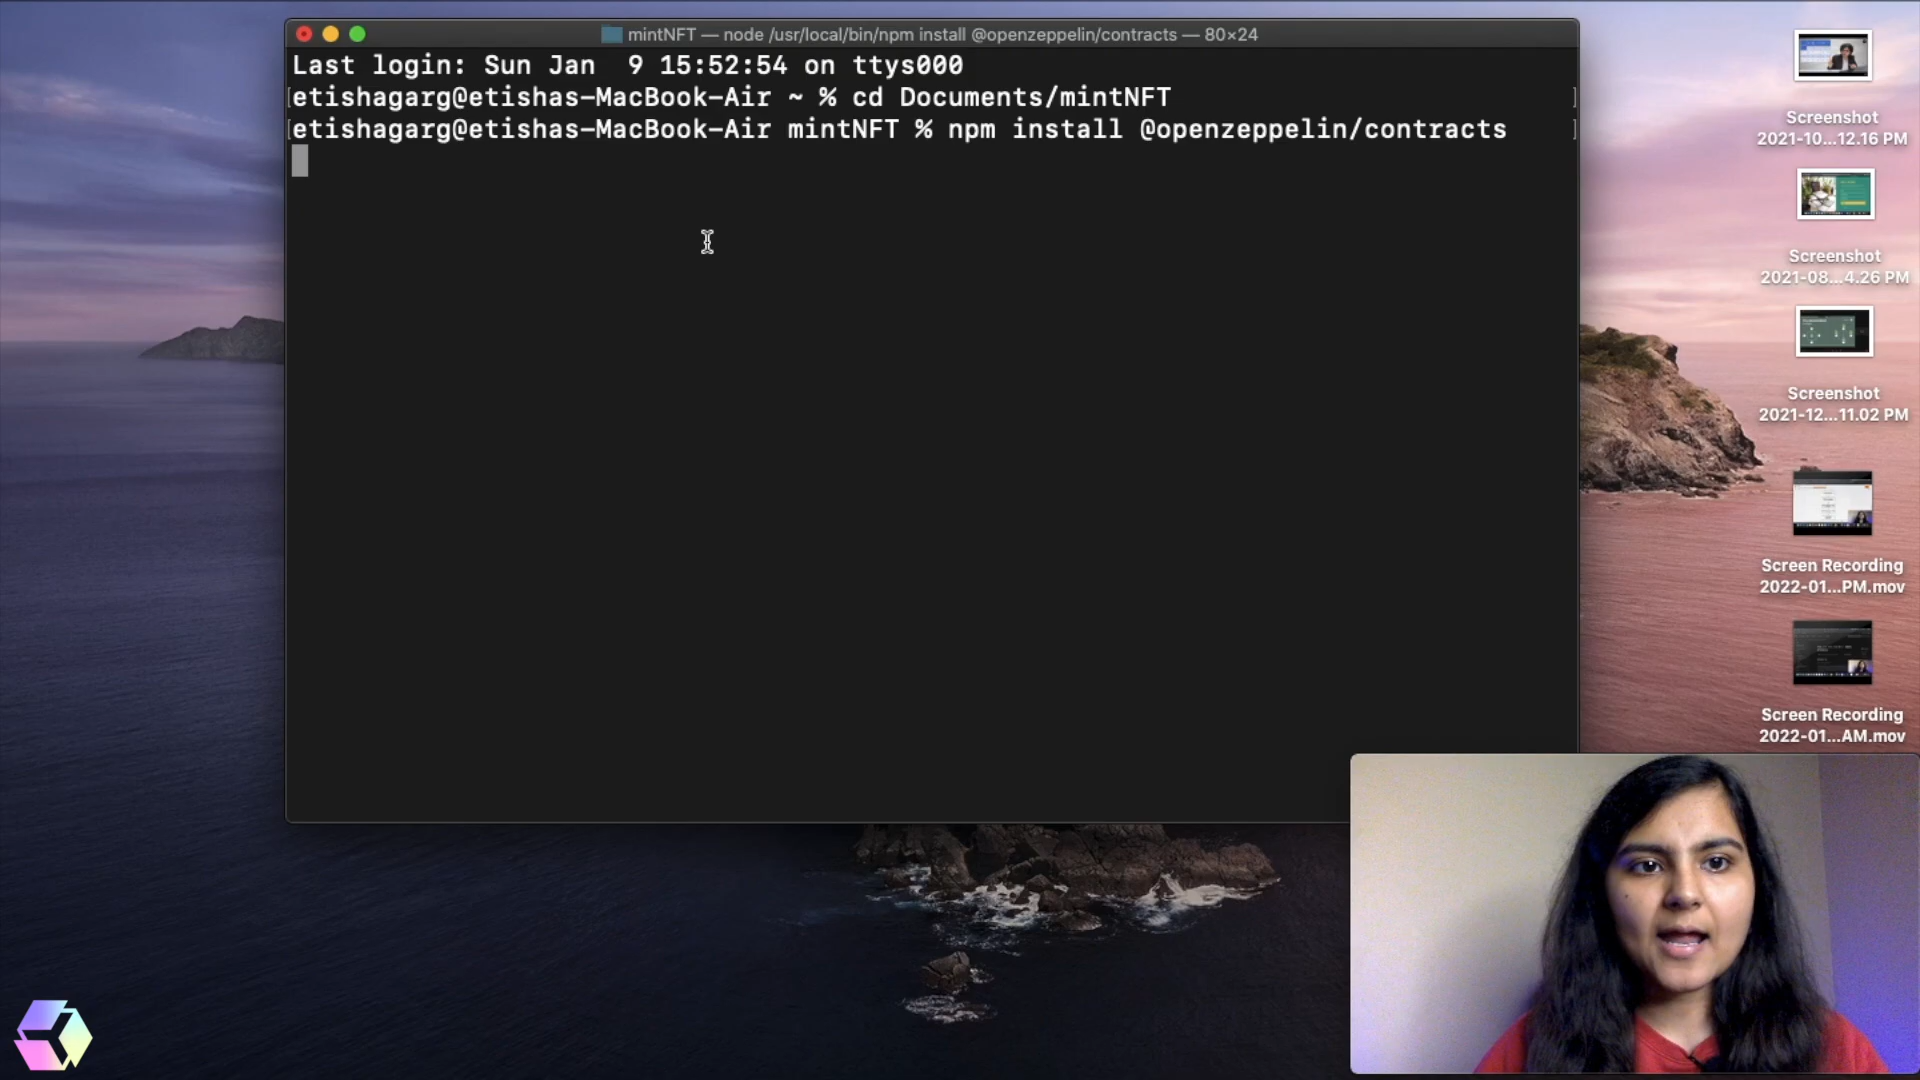 mintNFT — node /usr/local/bin/npm install @openzeppelin/contracts — 80×24
Last login: Sun Jan  9 15:52:54 on ttys000
[etishagarg@etishas-MacBook-Air ~ % cd Documents/mintNFT ]
[etishagarg@etishas-MacBook-Air mintNFT % npm install @openzeppelin/contracts ]
Screenshot
2021-10...12.16 PM
Screenshot
2021-08...4.26 PM
Screenshot
2021-12...11.02 PM
Screen Recording
2022-01...PM.mov
Screen Recording
2022-01...AM.mov